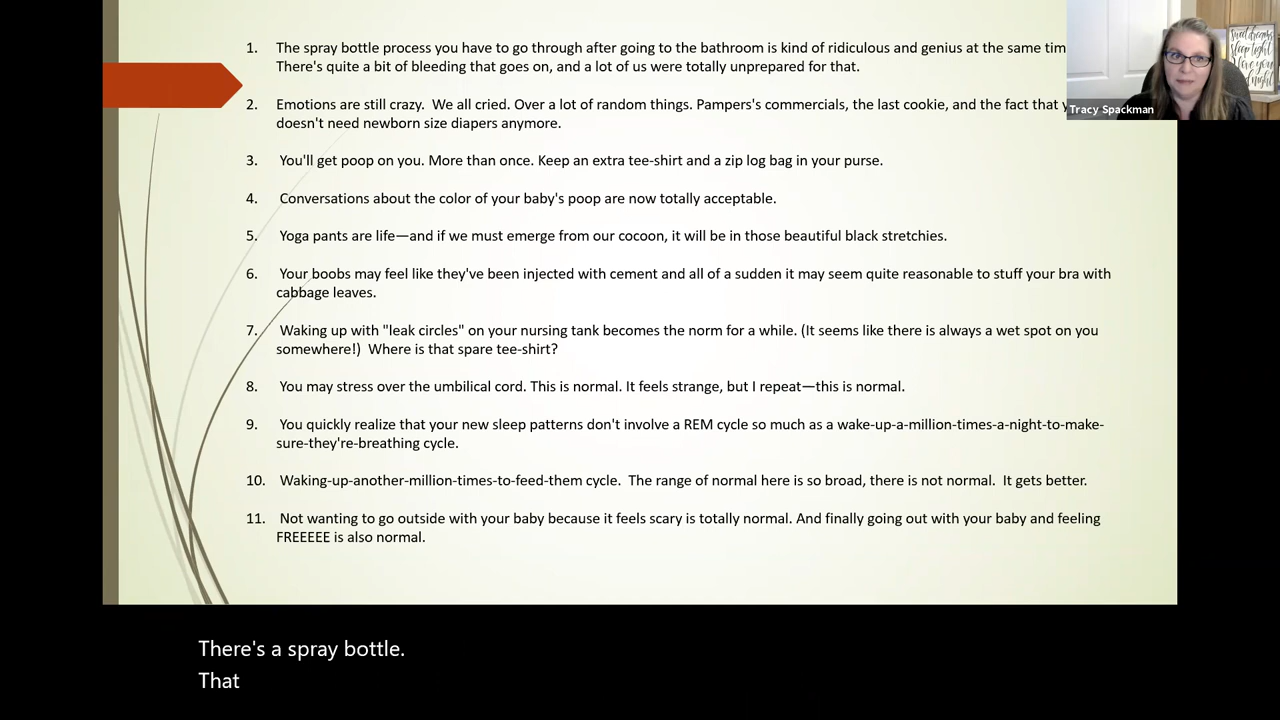 1. The spray bottle process you have to go through after going to the bathroom is kind of ridiculous and genius at the same tim
There's quite a bit of bleeding that goes on, and a lot of us were totally unprepared for that.
2. Emotions are still crazy.  We all cried. Over a lot of random things. Pampers's commercials, the last cookie, and the fact that
doesn't need newborn size diapers anymore.
3. You'll get poop on you. More than once. Keep an extra tee-shirt and a zip log bag in your purse.
4. Conversations about the color of your baby's poop are now totally acceptable.
5. Yoga pants are life—and if we must emerge from our cocoon, it will be in those beautiful black stretchies.
6. Your boobs may feel like they've been injected with cement and all of a sudden it may seem quite reasonable to stuff your bra with
cabbage leaves.
7. Waking up with "leak circles" on your nursing tank becomes the norm for a while. (It seems like there is always a wet spot on you
somewhere!)  Where is that spare tee-shirt?
8. You may stress over the umbilical cord. This is normal. It feels strange, but I repeat—this is normal.
9. You quickly realize that your new sleep patterns don't involve a REM cycle so much as a wake-up-a-million-times-a-night-to-make-
sure-they're-breathing cycle.
10. Waking-up-another-million-times-to-feed-them cycle.  The range of normal here is so broad, there is not normal.  It gets better.
11. Not wanting to go outside with your baby because it feels scary is totally normal. And finally going out with your baby and feeling
FREEEEE is also normal.
sweet dreams
sleep tight
I love you
Tracy Spackman
There's a spray bottle.
That